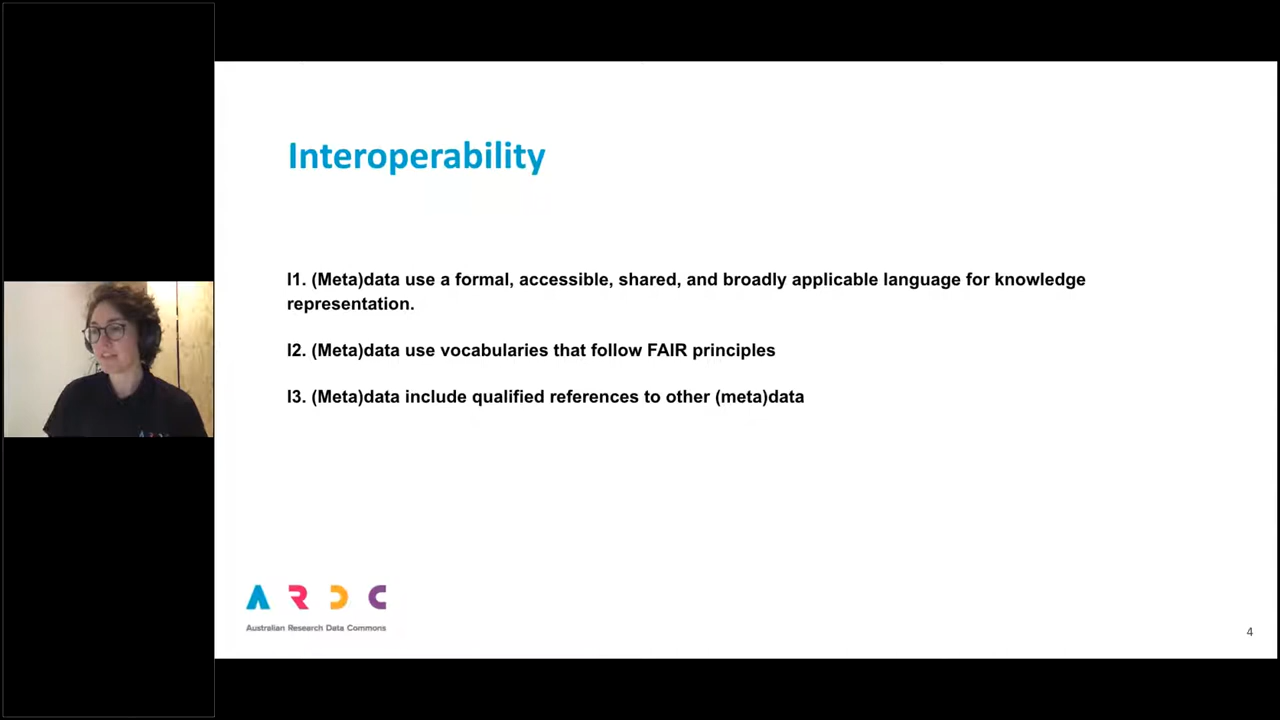 Interoperability
I1. (Meta)data use a formal, accessible, shared, and broadly applicable language for knowledge
representation.
I2. (Meta)data use vocabularies that follow FAIR principles
I3. (Meta)data include qualified references to other (meta)data
ARDC
Australian Research Data Commons
4